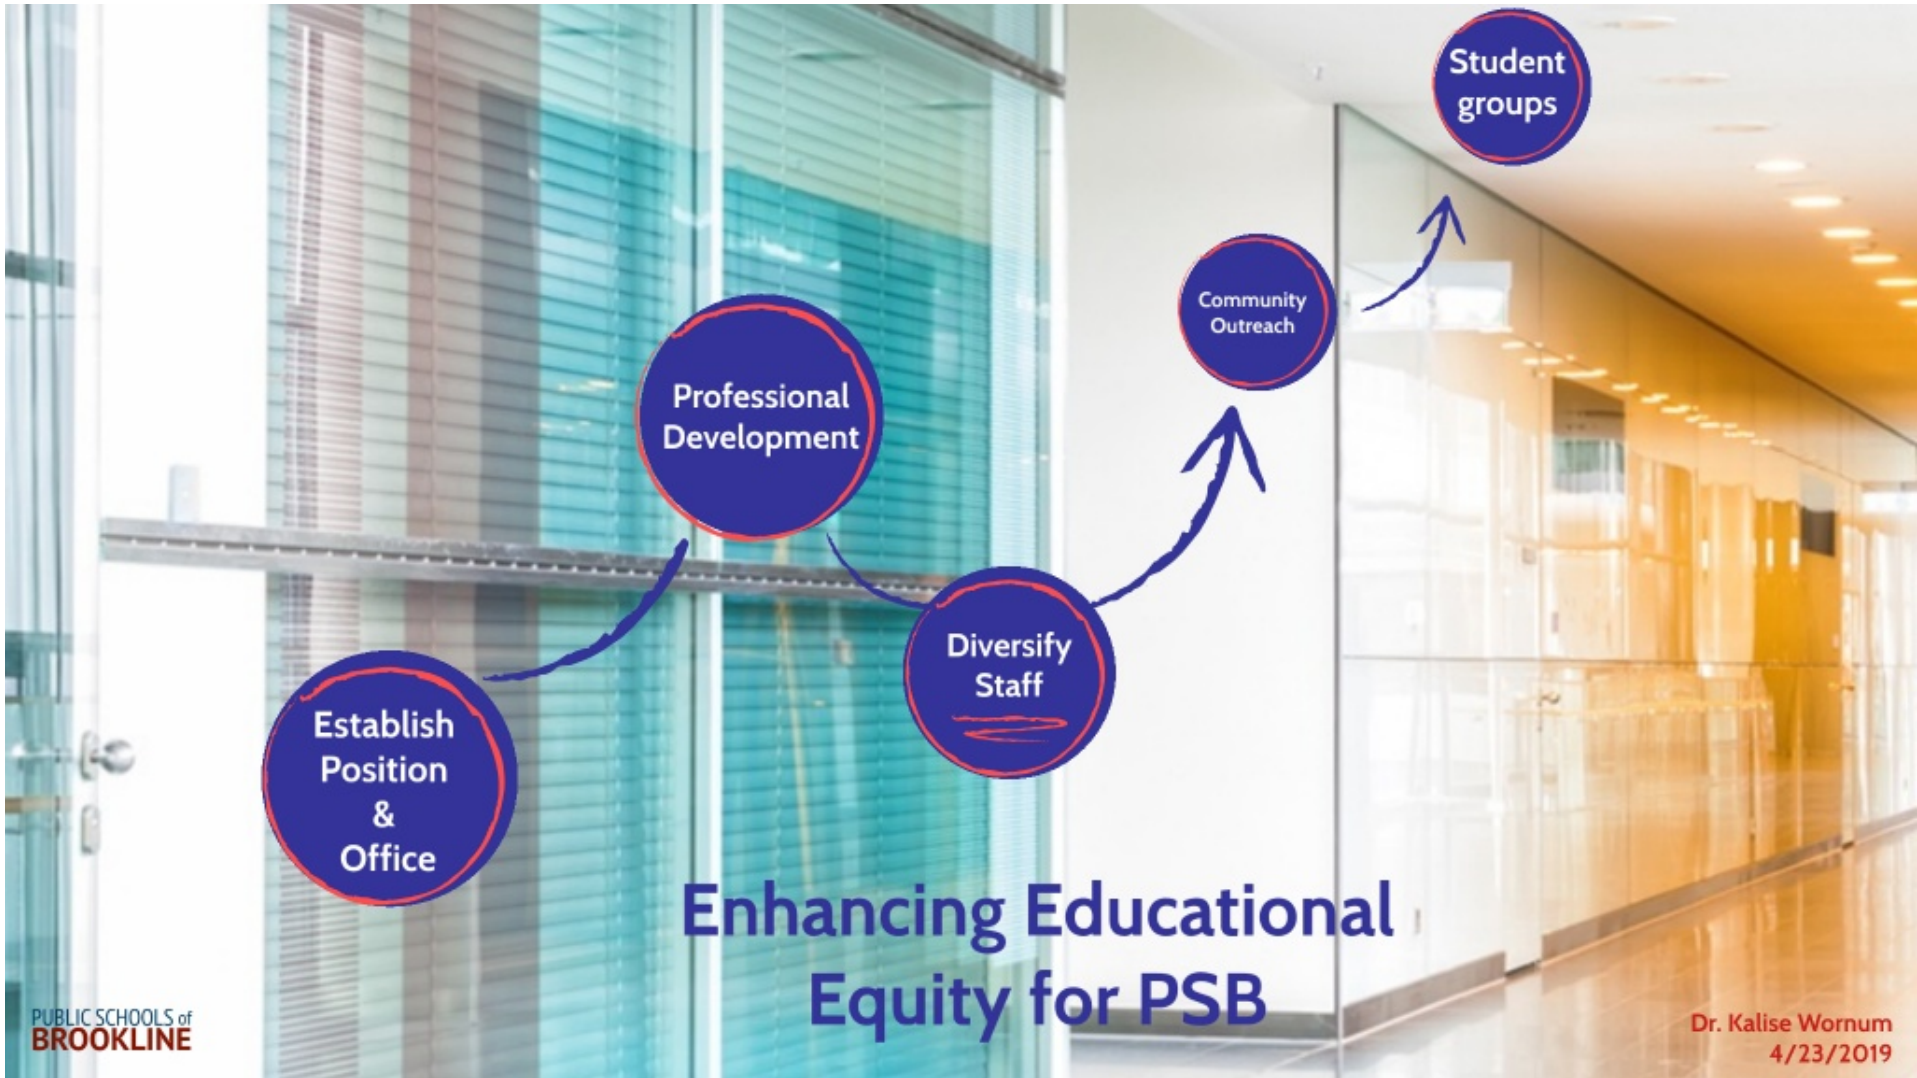 Student
groups
Community
Outreach
Professional
Development
Diversify
Staff
Establish
Position
&
Office
Enhancing Educational
Equity for PSB
PUBLIC SCHOOLS of
BROOKLINE
Dr. Kalise Wornum
4/23/2019